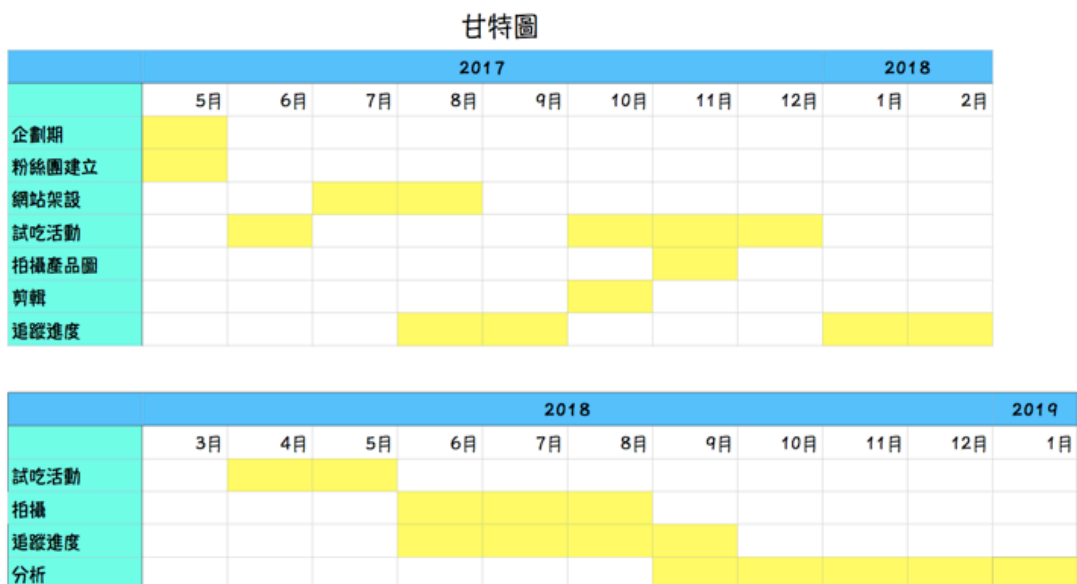 甘特圖
2017 2018
5月 6月 7月 8月 9月 10月 11月 12月 1月 2月
企劃期
粉絲團建立
網站架設
試吃活動
拍攝產品圖
剪輯
追蹤進度
2018 2019
3月 4月 5月 6月 7月 8月 9月 10月 11月 12月 1月
試吃活動
拍攝
追蹤進度
分析